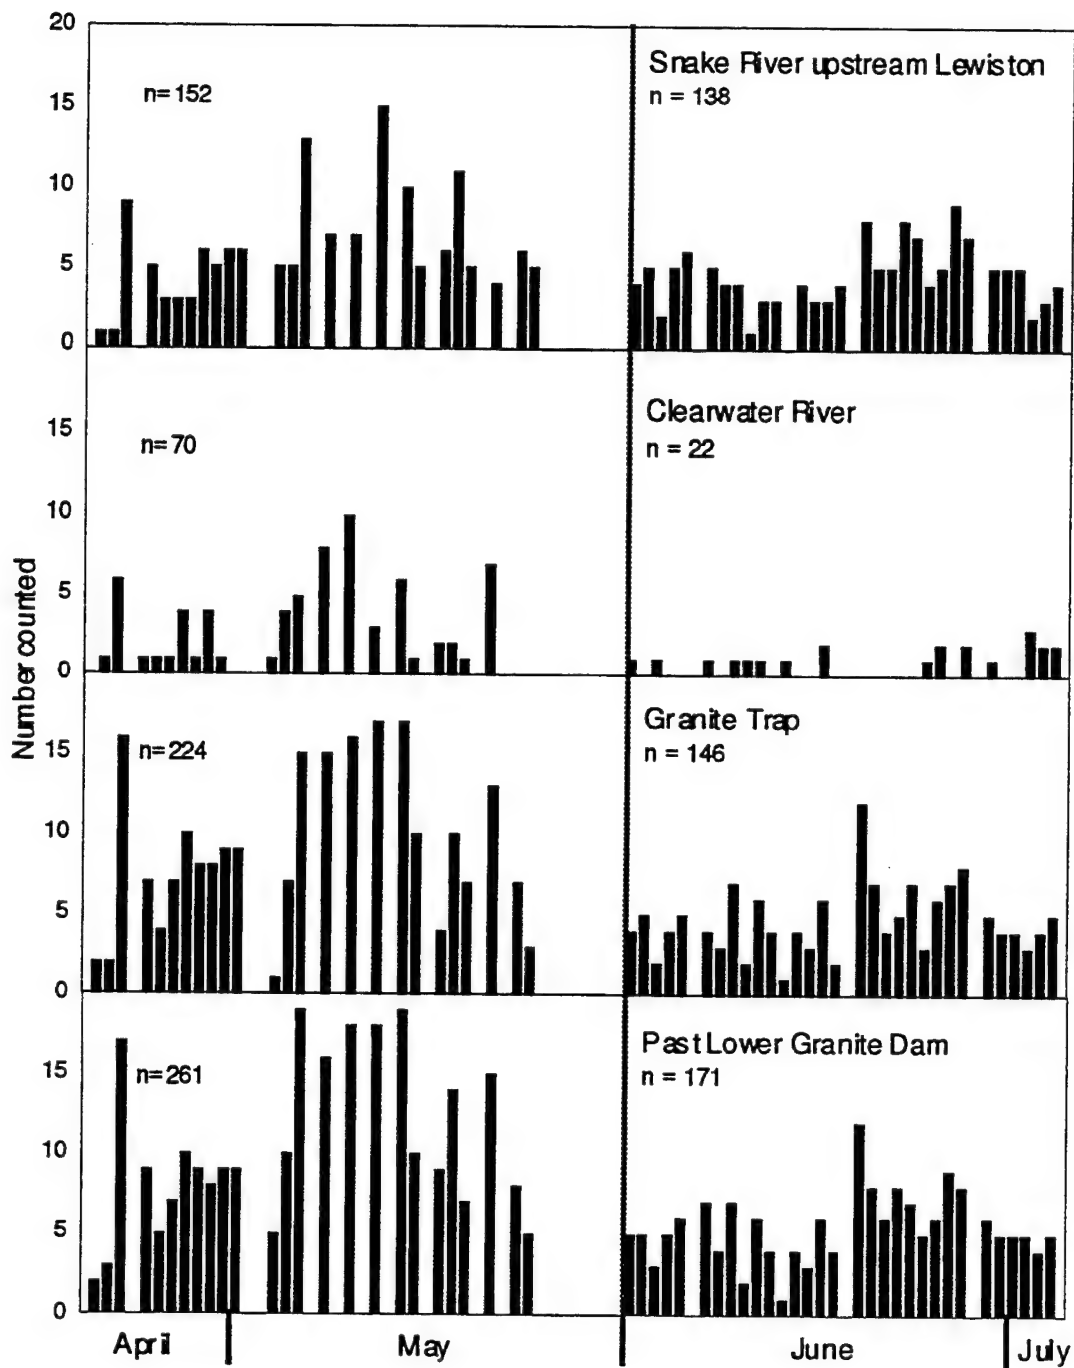 20
15
10
5
0
n=152
Snake River upstream Lewiston
n = 138
15
10
5
0
n=70
Clearwater River
n = 22
Number counted
15
10
5
0
n=224
Granite Trap
n = 146
15
10
5
0
n=261
Past Lower Granite Dam
n = 171
April
May
June
July